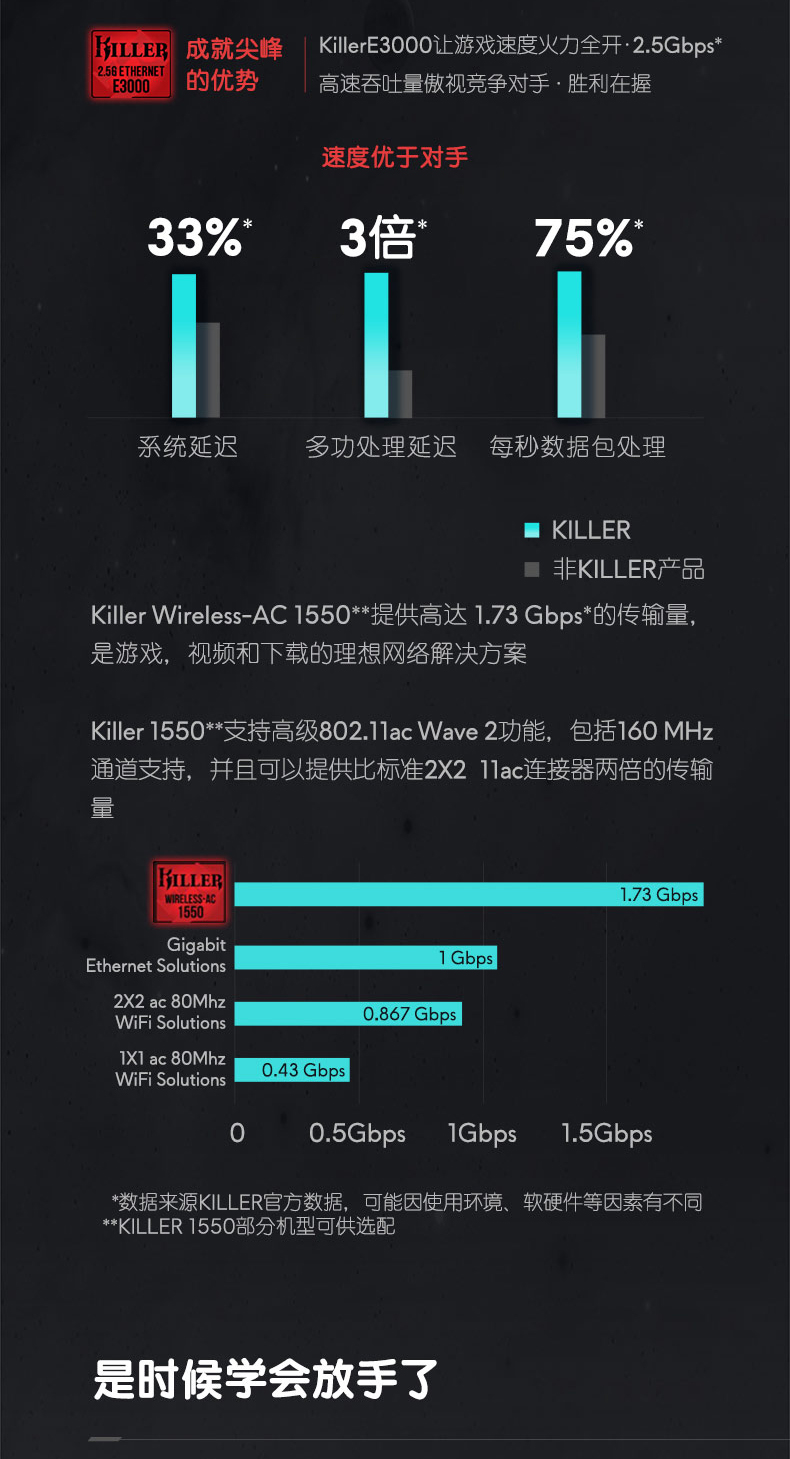 KILLER
2.5G ETHERNET
E3000
成就尖峰
的优势
KillerE3000让游戏速度火力全开·2.5Gbps*
高速吞吐量傲视竞争对手·胜利在握
速度优于对手
33%*
3倍*
75%*
系统延迟
多功处理延迟
每秒数据包处理
KILLER
非KILLER产品
Killer Wireless-AC 1550**提供高达 1.73 Gbps*的传输量,
是游戏，视频和下载的理想网络解决方案
Killer 1550**支持高级802.11ac Wave 2功能，包括160 MHz
通道支持，并且可以提供比标准2X2 11ac连接器两倍的传输
量
KILLER
WIRELESS-AC
1550
1.73 Gbps
Gigabit
Ethernet Solutions
1 Gbps
2X2 ac 80Mhz
WiFi Solutions
0.867 Gbps
1X1 ac 80Mhz
WiFi Solutions
0.43 Gbps
0
0.5Gbps
1Gbps
1.5Gbps
*数据来源KILLER官方数据，可能因使用环境、软硬件等因素有不同
**KILLER 1550部分机型可供选配
是时候学会放手了